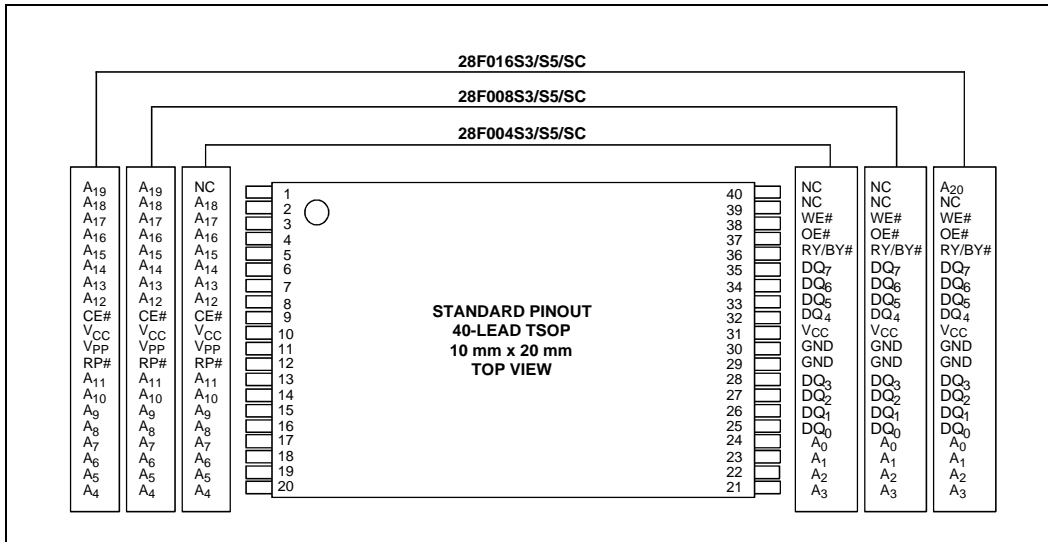 28F016S3/S5/SC
28F008S3/S5/SC
28F004S3/S5/SC
A19 A19 NC 1 40 NC NC A20
A18 A18 A18 2 39 NC NC NC
A17 A17 A17 3 38 WE# WE# WE#
A16 A16 A16 4 37 OE# OE# OE#
A15 A15 A15 5 36 RY/BY# RY/BY# RY/BY#
A14 A14 A14 6 35 DQ7 DQ7 DQ7
A13 A13 A13 7 34 DQ6 DQ6 DQ6
A12 A12 A12 8 33 DQ5 DQ5 DQ5
CE# CE# CE# 9 STANDARD PINOUT 32 DQ4 DQ4 DQ4
VCC VCC VCC 10 40-LEAD TSOP 31 VCC VCC VCC
VPP VPP VPP 11 10 mm x 20 mm 30 GND GND GND
RP# RP# RP# 12 TOP VIEW 29 GND GND GND
A11 A11 A11 13 28 DQ3 DQ3 DQ3
A10 A10 A10 14 27 DQ2 DQ2 DQ2
A9 A9 A9 15 26 DQ1 DQ1 DQ1
A8 A8 A8 16 25 DQ0 DQ0 DQ0
A7 A7 A7 17 24 A0 A0 A0
A6 A6 A6 18 23 A1 A1 A1
A5 A5 A5 19 22 A2 A2 A2
A4 A4 A4 20 21 A3 A3 A3